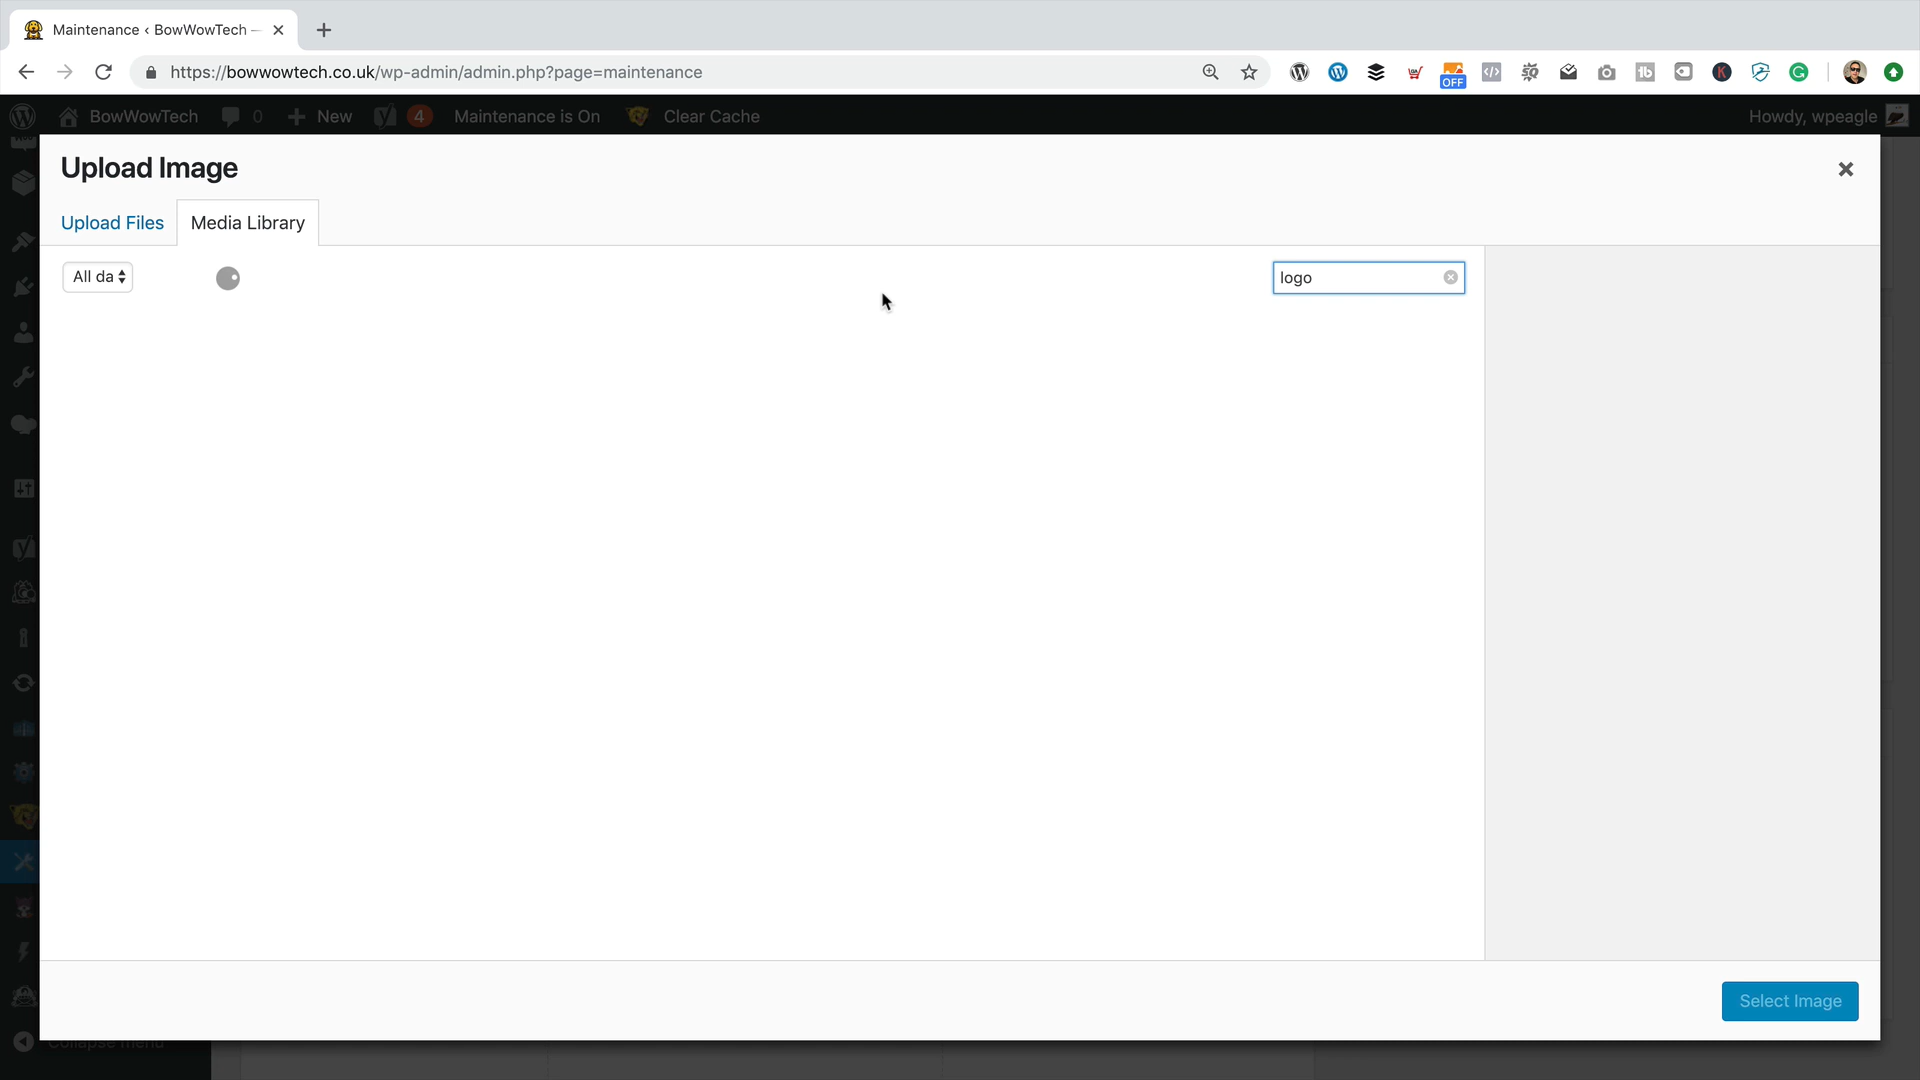 Maintenance ‹ BowWowTech —
https://bowwowtech.co.uk/wp-admin/admin.php?page=maintenance
OFF
BowWowTech 0 New 4 Maintenance is On Clear Cache Howdy, wpeagle
Upload Image
Upload Files Media Library
All da
logo
Select Image
Collapse menu